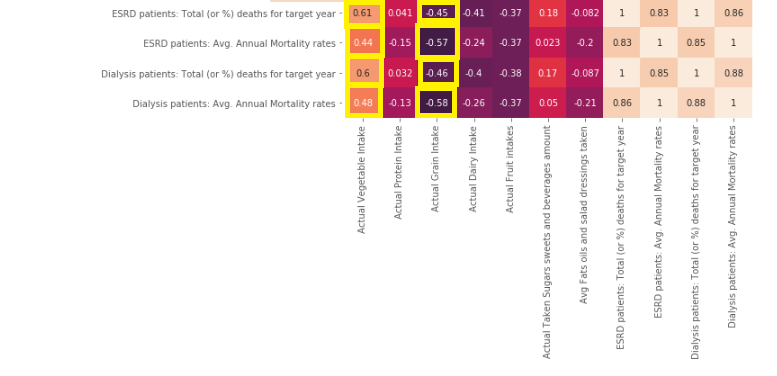 ESRD patients: Total (or %) deaths for target year 0.61 0.041 -0.45 -0.41 -0.37 0.18 -0.082 1 0.83 1 0.86
ESRD patients: Avg. Annual Mortality rates 0.44 -0.15 -0.57 -0.24 -0.37 0.023 -0.2 0.83 1 0.85 1
Dialysis patients: Total (or %) deaths for target year 0.6 0.032 -0.46 -0.4 -0.38 0.17 -0.087 1 0.85 1 0.88
Dialysis patients: Avg. Annual Mortality rates 0.48 -0.13 -0.58 -0.26 -0.37 0.05 -0.21 0.86 1 0.88 1
Actual Vegetable Intake
Actual Protein Intake
Actual Grain Intake
Actual Dairy Intake
Actual Fruit intakes
Actual Taken Sugars sweets and beverages amount
Avg Fats oils and salad dressings taken
ESRD patients: Total (or %) deaths for target year
ESRD patients: Avg. Annual Mortality rates
Dialysis patients: Total (or %) deaths for target year
Dialysis patients: Avg. Annual Mortality rates